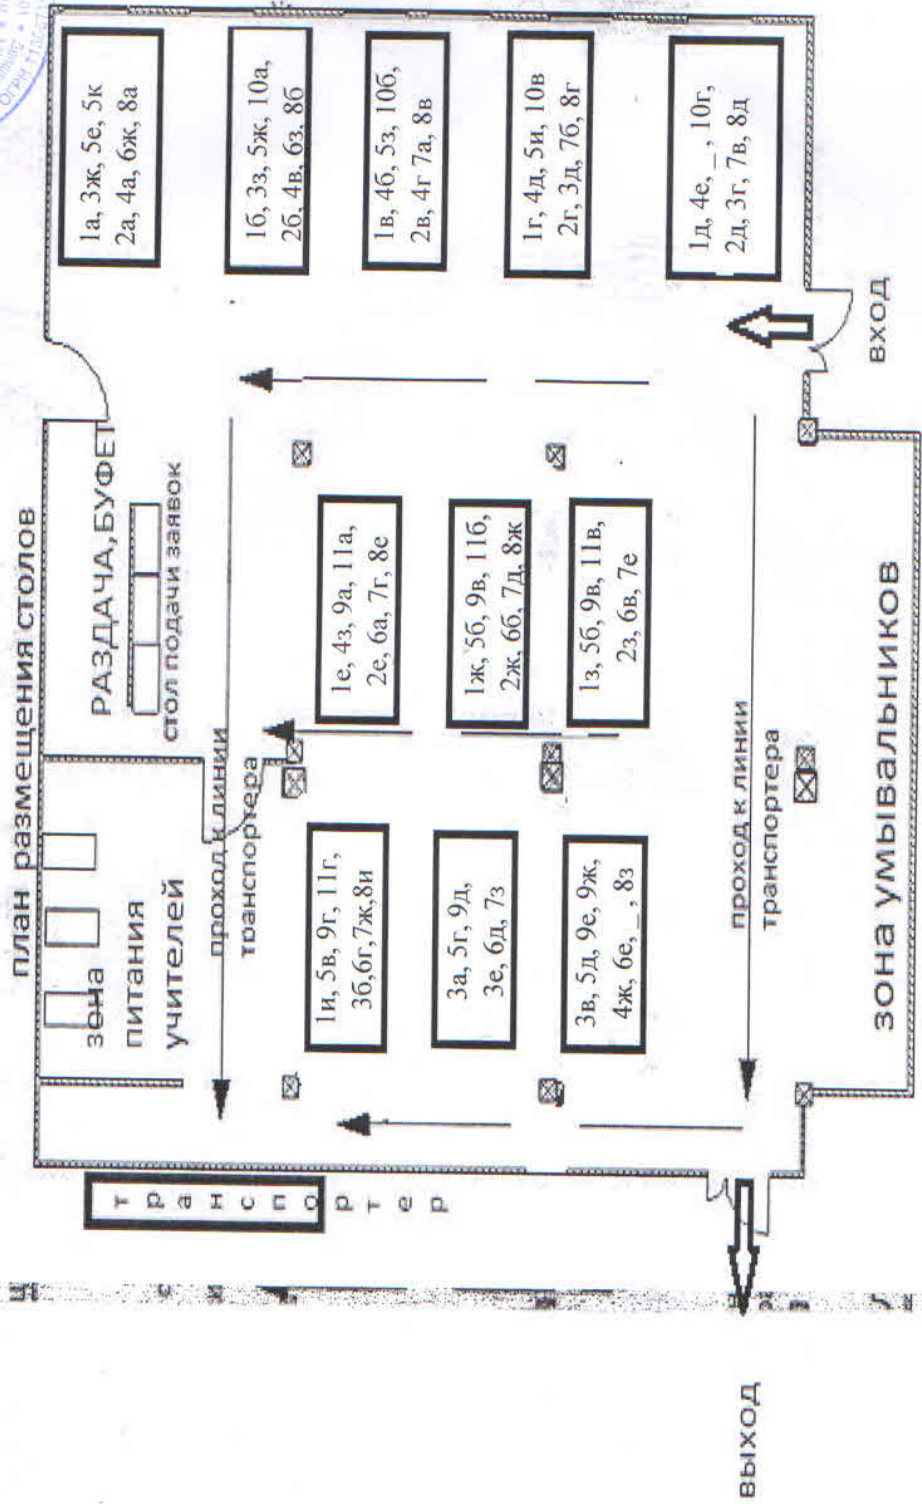 план размещения столов
зона
питания
учителей
РАЗДАЧА,БУФЕТ
стол подачи заявок
проход к линии
транспортера
транспортер
1и, 5в, 9г, 11г,
3б,6г,7ж,8и
3а, 5г, 9д,
3е, 6д, 7з
3в, 5д, 9е, 9ж,
4ж, 6е, _ , 8з
1е, 4з, 9а, 11а,
2е, 6а, 7г, 8е
1ж, 5б, 9в, 11б,
2ж, 6б, 7д, 8ж
1з, 5б, 9в, 11в,
2з, 6в, 7е
1а, 3ж, 5е, 5к
2а, 4а, 6ж, 8а
1б, 3з, 5ж, 10а,
2б, 4в, 6з, 8б
1в, 4б, 5з, 10б,
2в, 4г 7а, 8в
1г, 4д, 5и, 10в
2г, 3д, 7б, 8г
1д, 4е, _ , 10г,
2д, 3г, 7в, 8д
проход к линии
транспортера
выход
зона умывальников
вход